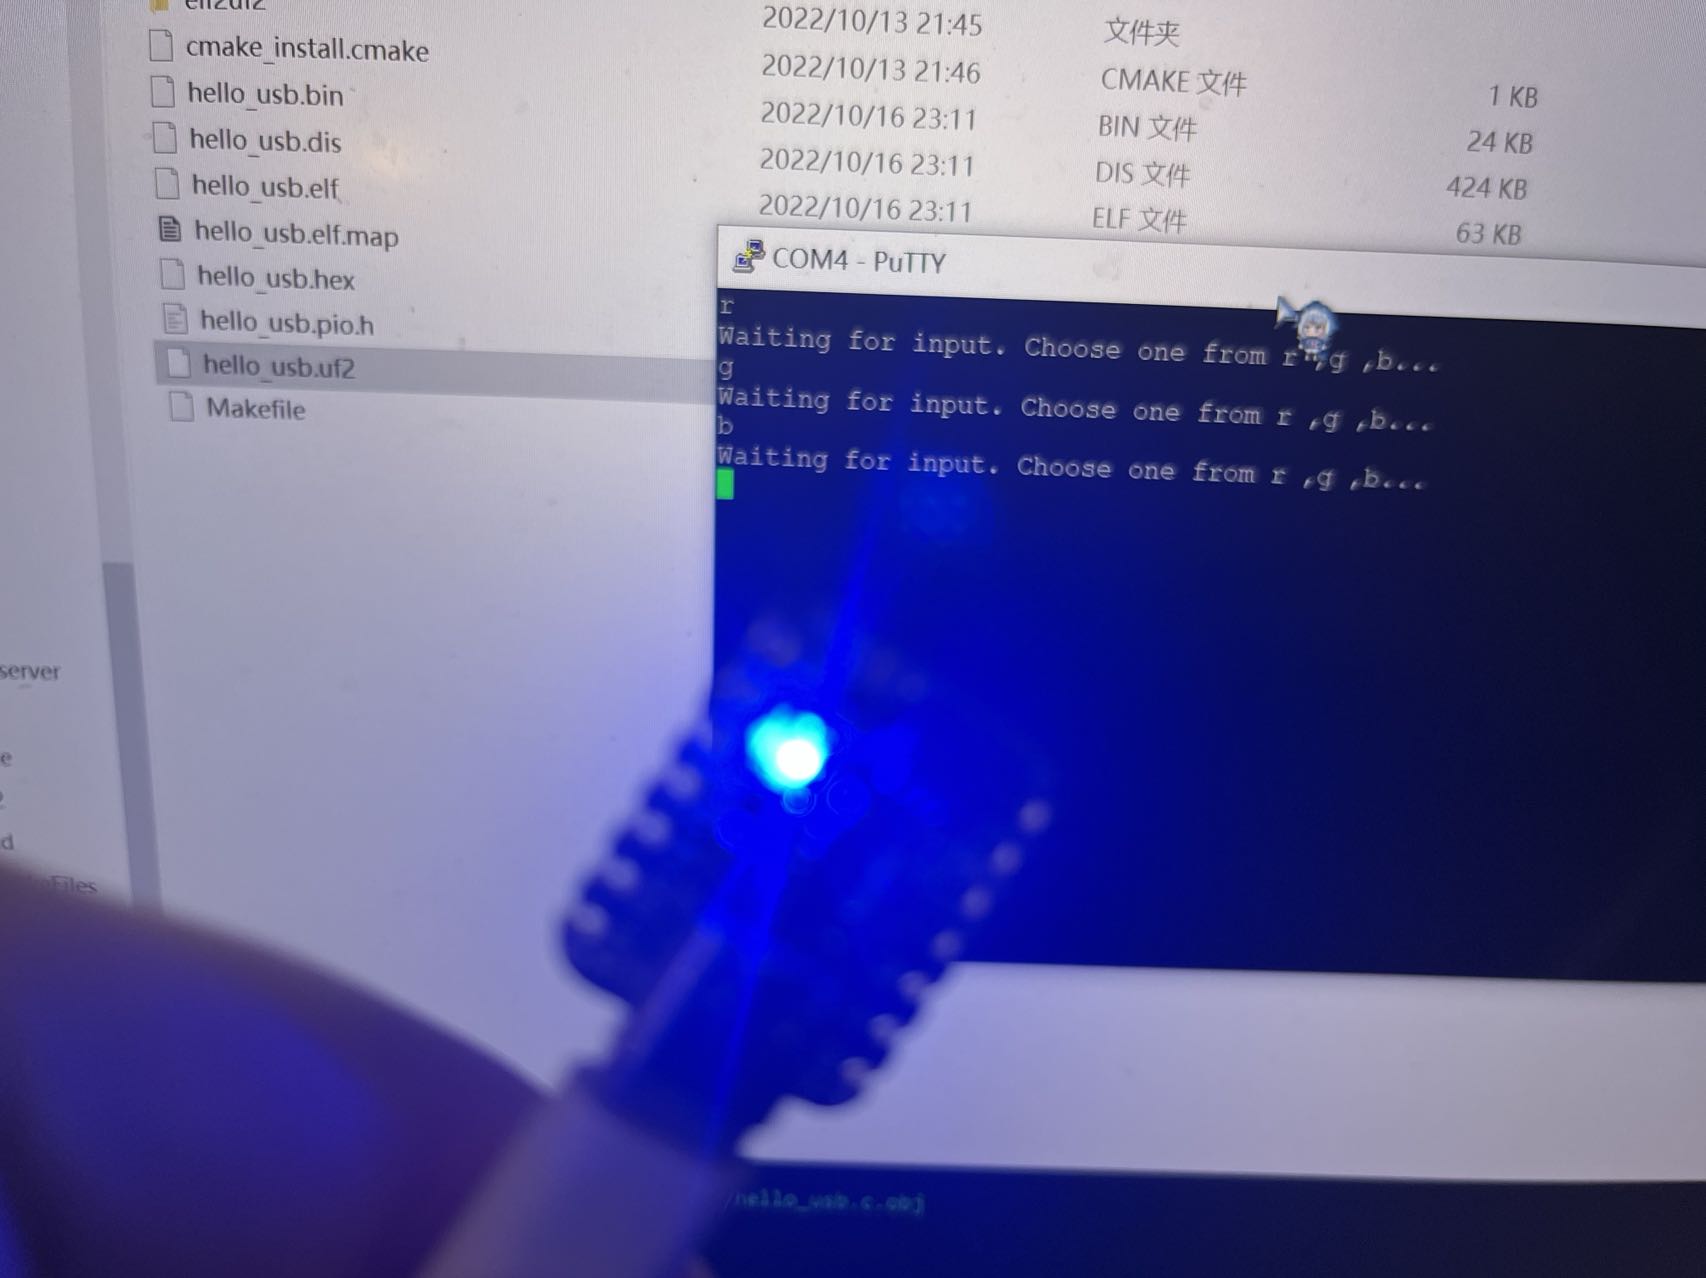 2022/10/13 21:45 文件夹
cmake_install.cmake 2022/10/13 21:46 CMAKE 文件 1 KB
hello_usb.bin 2022/10/16 23:11 BIN 文件 24 KB
hello_usb.dis 2022/10/16 23:11 DIS 文件 424 KB
hello_usb.elf 2022/10/16 23:11 ELF 文件 63 KB
hello_usb.elf.map
hello_usb.hex
hello_usb.pio.h
hello_usb.uf2
Makefile
COM4 - PuTTY
r
Waiting for input. Choose one from r ,g ,b...
g
Waiting for input. Choose one from r ,g ,b...
b
Waiting for input. Choose one from r ,g ,b...
server
e
d
Files
/hello_usb.c.obj